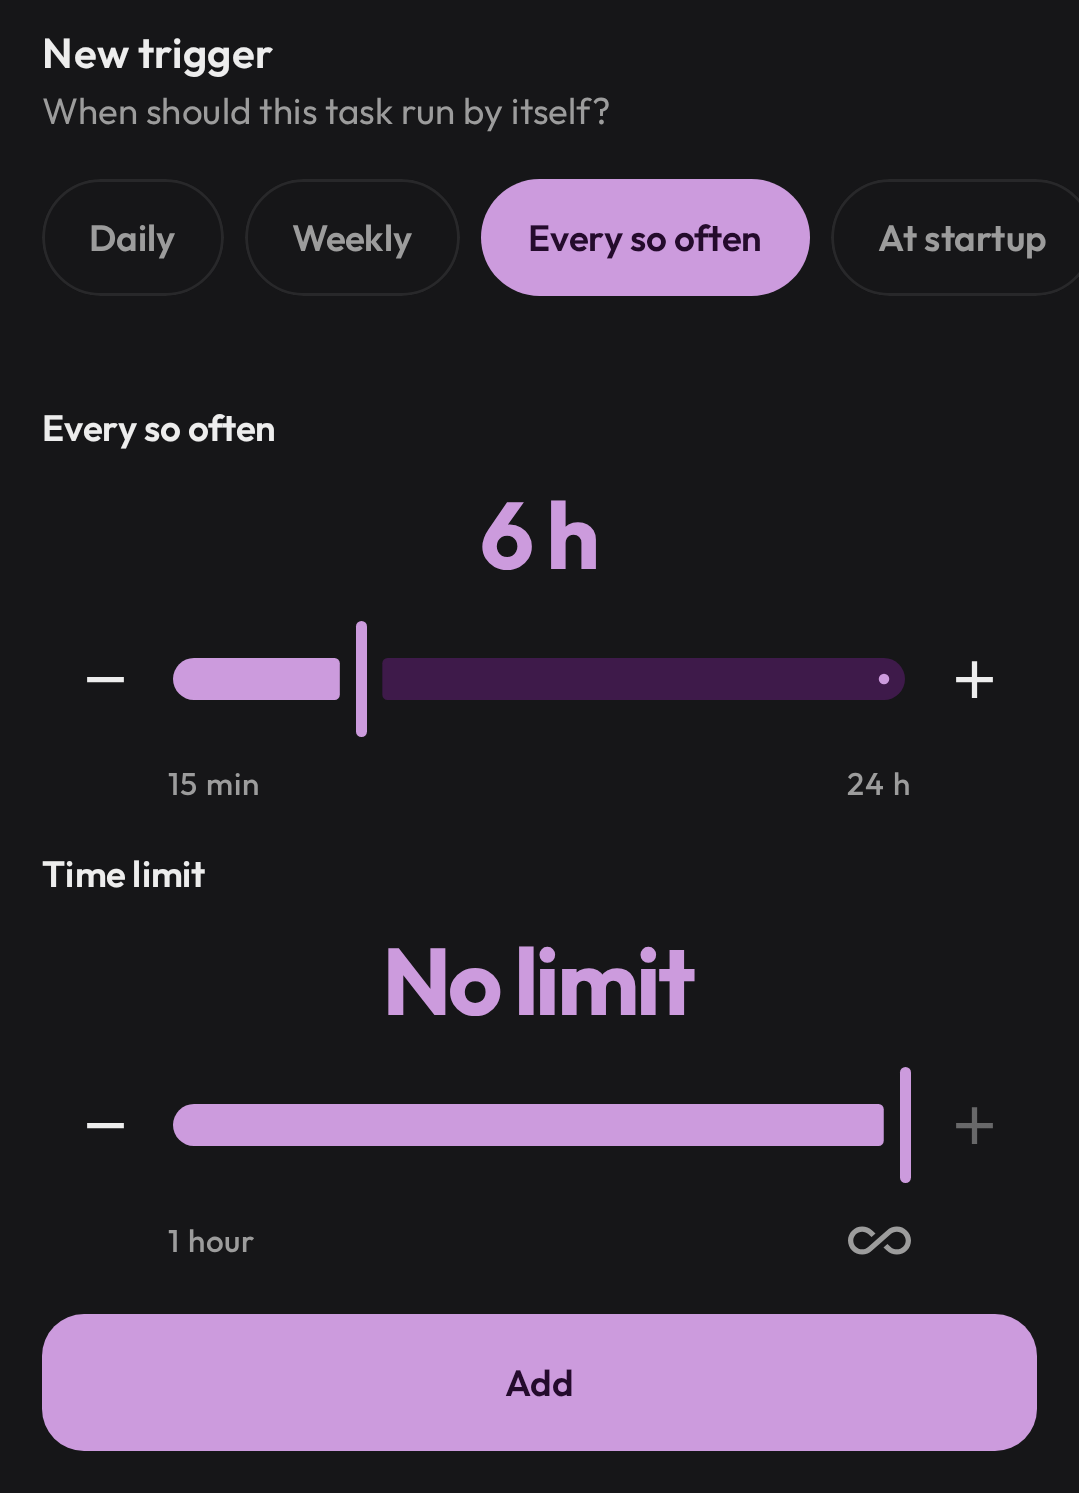 New trigger
When should this task run by itself?
Daily
Weekly
Every so often
At startup
Every so often
6 h
15 min
24 h
Time limit
No limit
1 hour
∞
Add